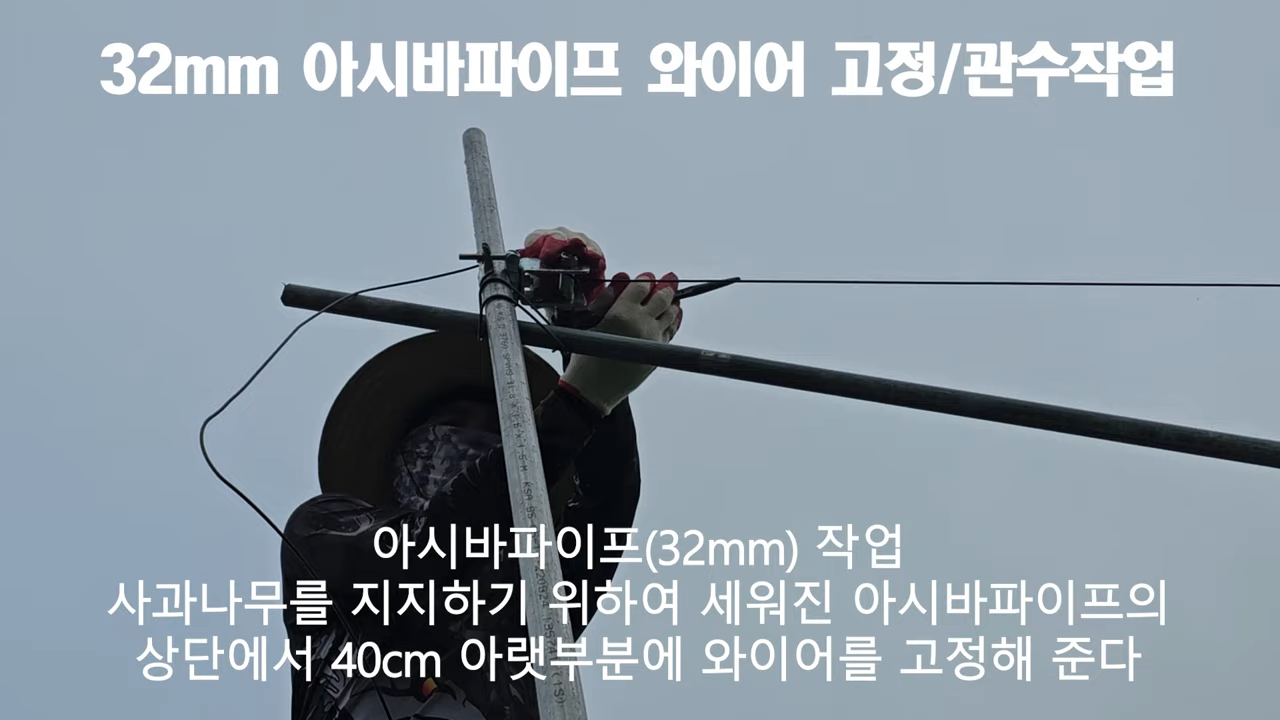 32mm 아시바파이프 와이어 고정/관수작업
아시바파이프(32mm) 작업
사과나무를 지지하기 위하여 세워진 아시바파이프의
상단에서 40cm 아랫부분에 와이어를 고정해 준다